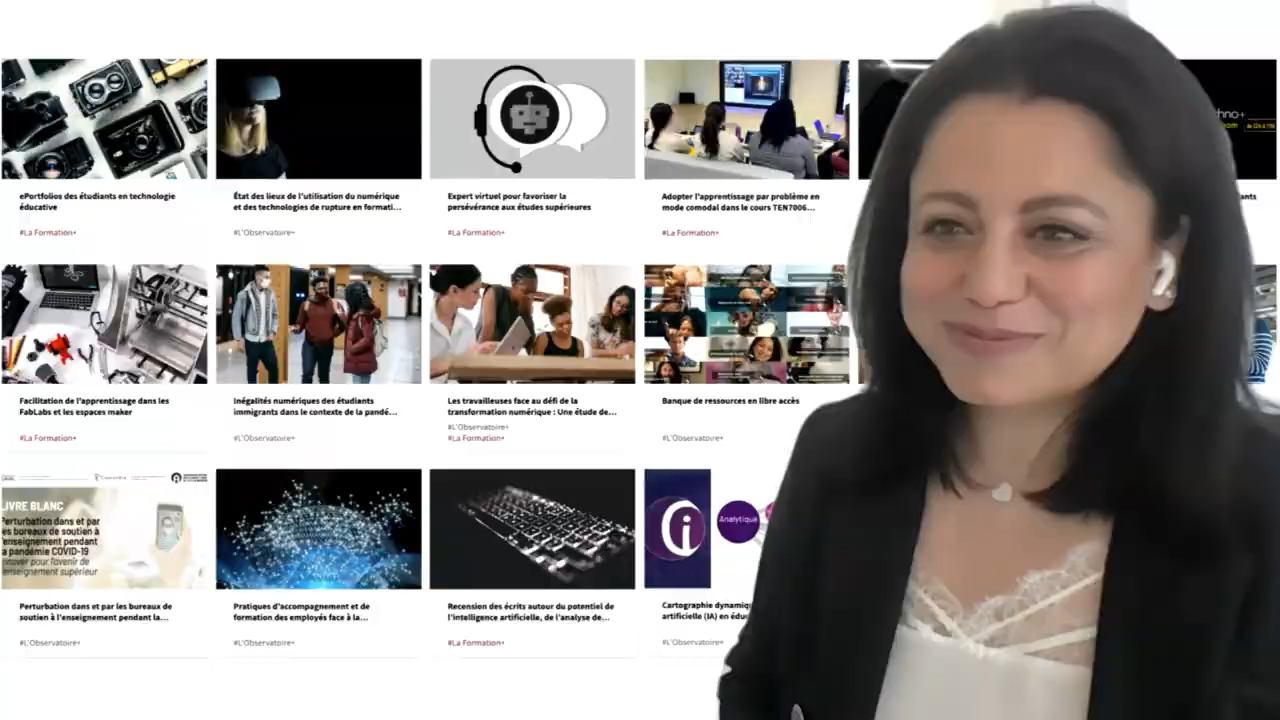 ePortfolios des étudiants en technologie
éducative
#La Formation+
État des lieux de l'utilisation du numérique
et des technologies de rupture en formati...
#L'Observatoire+
Expert virtuel pour favoriser la
persévérance aux études supérieures
#La Formation+
Adopter l'apprentissage par problème en
mode comodal dans le cours TEN7006...
#La Formation+
hno+
Facilitation de l'apprentissage dans les
FabLabs et les espaces maker
#La Formation+
Inégalités numériques des étudiants
immigrants dans le contexte de la pandé...
#L'Observatoire+
Les travailleuses face au défi de la
transformation numérique : Une étude de...
#L'Observatoire+
#La Formation+
Banque de ressources en libre accès
#L'Observatoire+
LIVRE BLANC
Perturbation dans et par
les bureaux de soutien à
l'enseignement pendant
la pandémie COVID-19
innover pour l'avenir de
l'enseignement supérieur
Perturbation dans et par les bureaux de
soutien à l'enseignement pendant la...
#L'Observatoire+
Pratiques d'accompagnement et de
formation des employés face à la...
#L'Observatoire+
Recension des écrits autour du potentiel de
l'intelligence artificielle, de l'analyse de...
#La Formation+
Analytique
Cartographie dynamiq
artificielle (IA) en édu
#L'Observatoire+